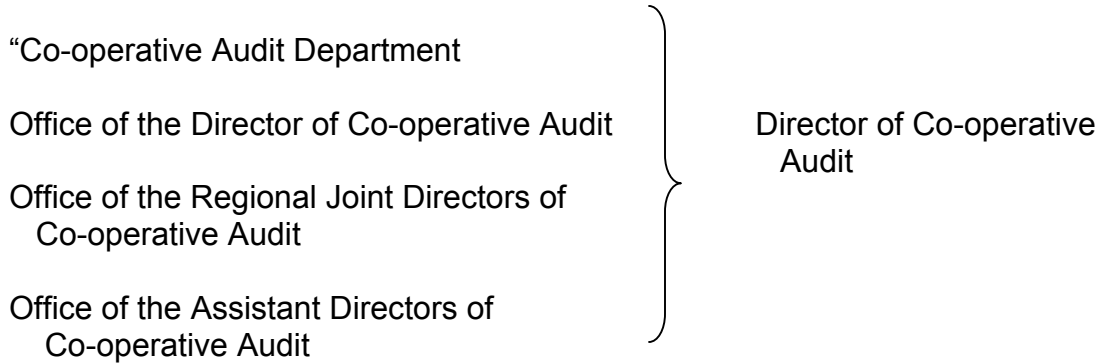 “Co-operative Audit Department
Office of the Director of Co-operative Audit
Director of Co-operative
Audit
Office of the Regional Joint Directors of
Co-operative Audit
Office of the Assistant Directors of
Co-operative Audit